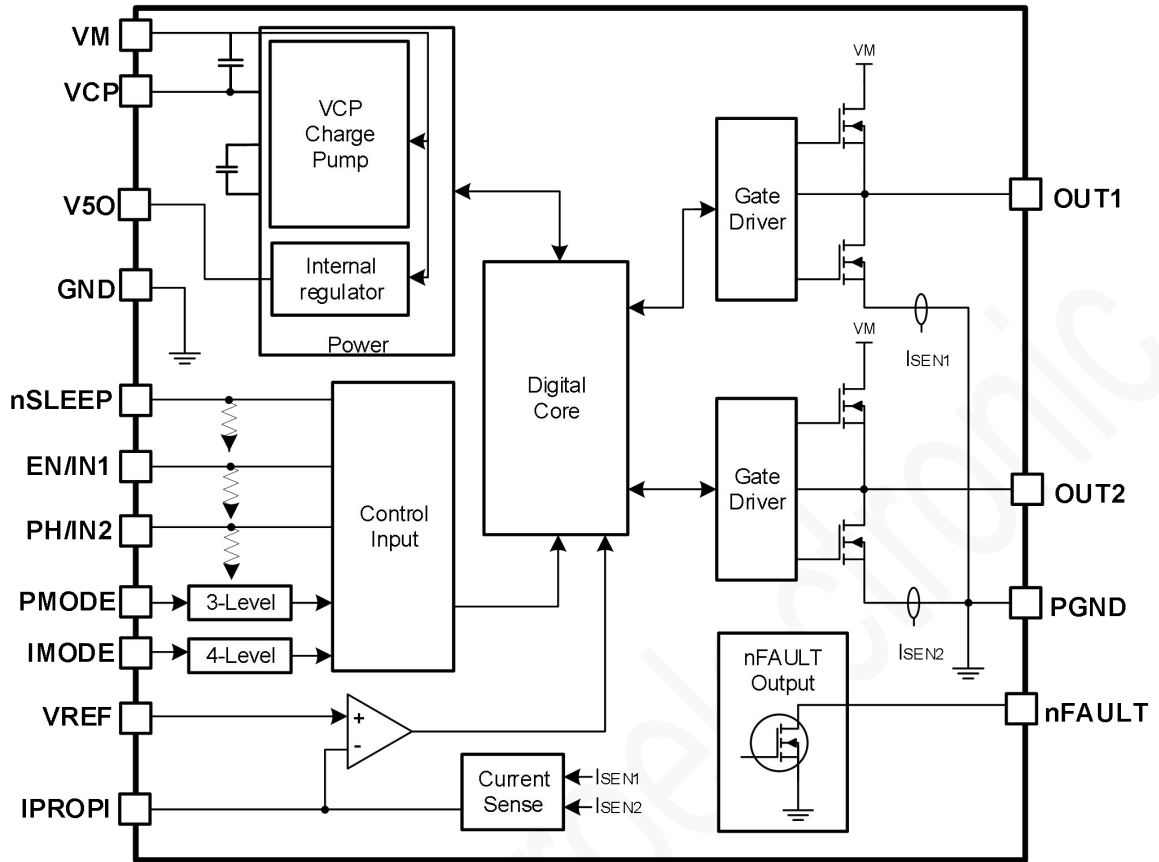 VM
VCP
V5O
GND
nSLEEP
EN/IN1
PH/IN2
PMODE
IMODE
VREF
IPROPI
VCP
Charge
Pump
Internal
regulator
Power
3-Level
4-Level
Control
Input
+
-
Current
Sense
ISEN1
ISEN2
Digital
Core
Gate
Driver
VM
ISEN1
Gate
Driver
VM
ISEN2
nFAULT
Output
OUT1
OUT2
PGND
nFAULT